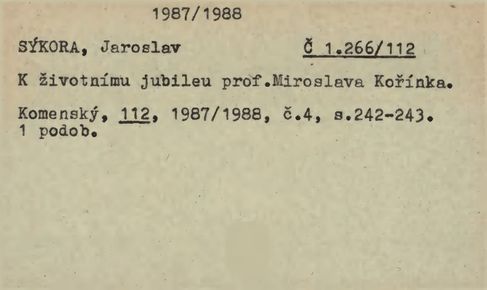 1987/1988
SÝKORA, Jaroslav Č 1.266/112
K životnímu jubileu prof.Miroslava Kořínka.
Komenský, 112, 1987/1988, č.4, s.242-243.
1 podob.